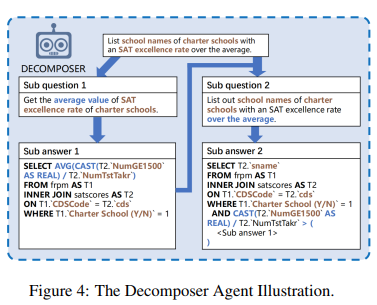 List school names of charter schools with
an SAT excellence rate over the average.
DECOMPOSER
Sub question 1
Get the average value of SAT
excellence rate of charter schools.
Sub question 2
List out school names of charter
schools with an SAT excellence rate
over the average.
Sub answer 1
SELECT AVG(CAST(T2.`NumGE1500`
AS REAL) / T2.`NumTstTakr`)
FROM frpm AS T1
INNER JOIN satscores AS T2
ON T1.`CDSCode` = T2.`cds`
WHERE T1.`Charter School (Y/N)` = 1
Sub answer 2
SELECT T2.`sname`
FROM frpm AS T1
INNER JOIN satscores AS T2
ON T1.`CDSCode` = T2.`cds`
WHERE T1.`Charter School (Y/N)` = 1
AND CAST(T2.`NumGE1500` AS
REAL) / T2.`NumTstTakr` > (
<Sub answer 1>
)
Figure 4: The Decomposer Agent Illustration.